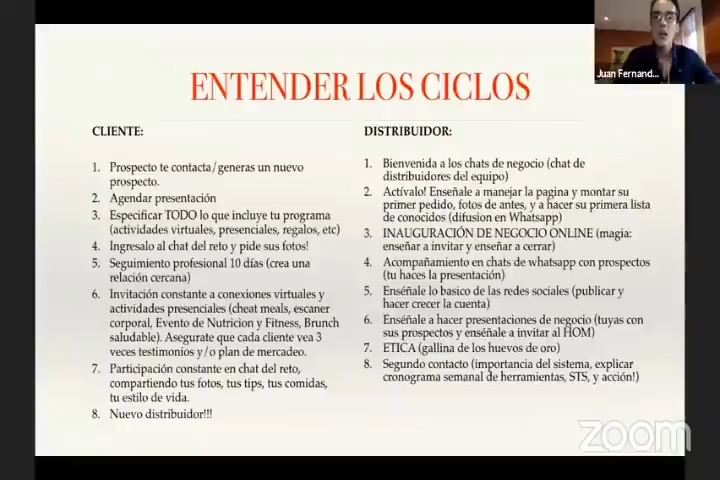 ENTENDER LOS CICLOS
CLIENTE:
1. Prospecto te contacta/generas un nuevo
prospecto.
2. Agendar presentación
3. Especificar TODO lo que incluye tu programa
(actividades virtuales, presenciales, regalos, etc)
4. Ingresalo al chat del reto y pide sus fotos!
5. Seguimiento profesional 10 días (crea una
relación cercana)
6. Invitación constante a conexiones virtuales y
actividades presenciales (cheat meals, escaner
corporal, Evento de Nutricion y Fitness, Brunch
saludable). Asegurate que cada cliente vea 3
veces testimonios y/o plan de mercadeo.
7. Participación constante en chat del reto,
compartiendo tus fotos, tus tips, tus comidas,
tu estilo de vida.
8. Nuevo distribuidor!!!
DISTRIBUIDOR:
1. Bienvenida a los chats de negocio (chat de
distribuidores del equipo)
2. Actívalo! Enseñale a manejar la pagina y montar su
primer pedido, fotos de antes, y a hacer su primera lista
de conocidos (difusion en Whatsapp)
3. INAUGURACIÓN DE NEGOCIO ONLINE (magia:
enseñar a invitar y enseñar a cerrar)
4. Acompañamiento en chats de whatsapp con prospectos
(tu haces la presentación)
5. Enséñale lo basico de las redes sociales (publicar y
hacer crecer la cuenta)
6. Enséñale a hacer presentaciones de negocio (tuyas con
sus prospectos y enséñale a invitar al HOM)
7. ETICA (gallina de los huevos de oro)
8. Segundo contacto (importancia del sistema, explicar
cronograma semanal de herramientas, STS, y acción!)
Juan Fernand...
zoom